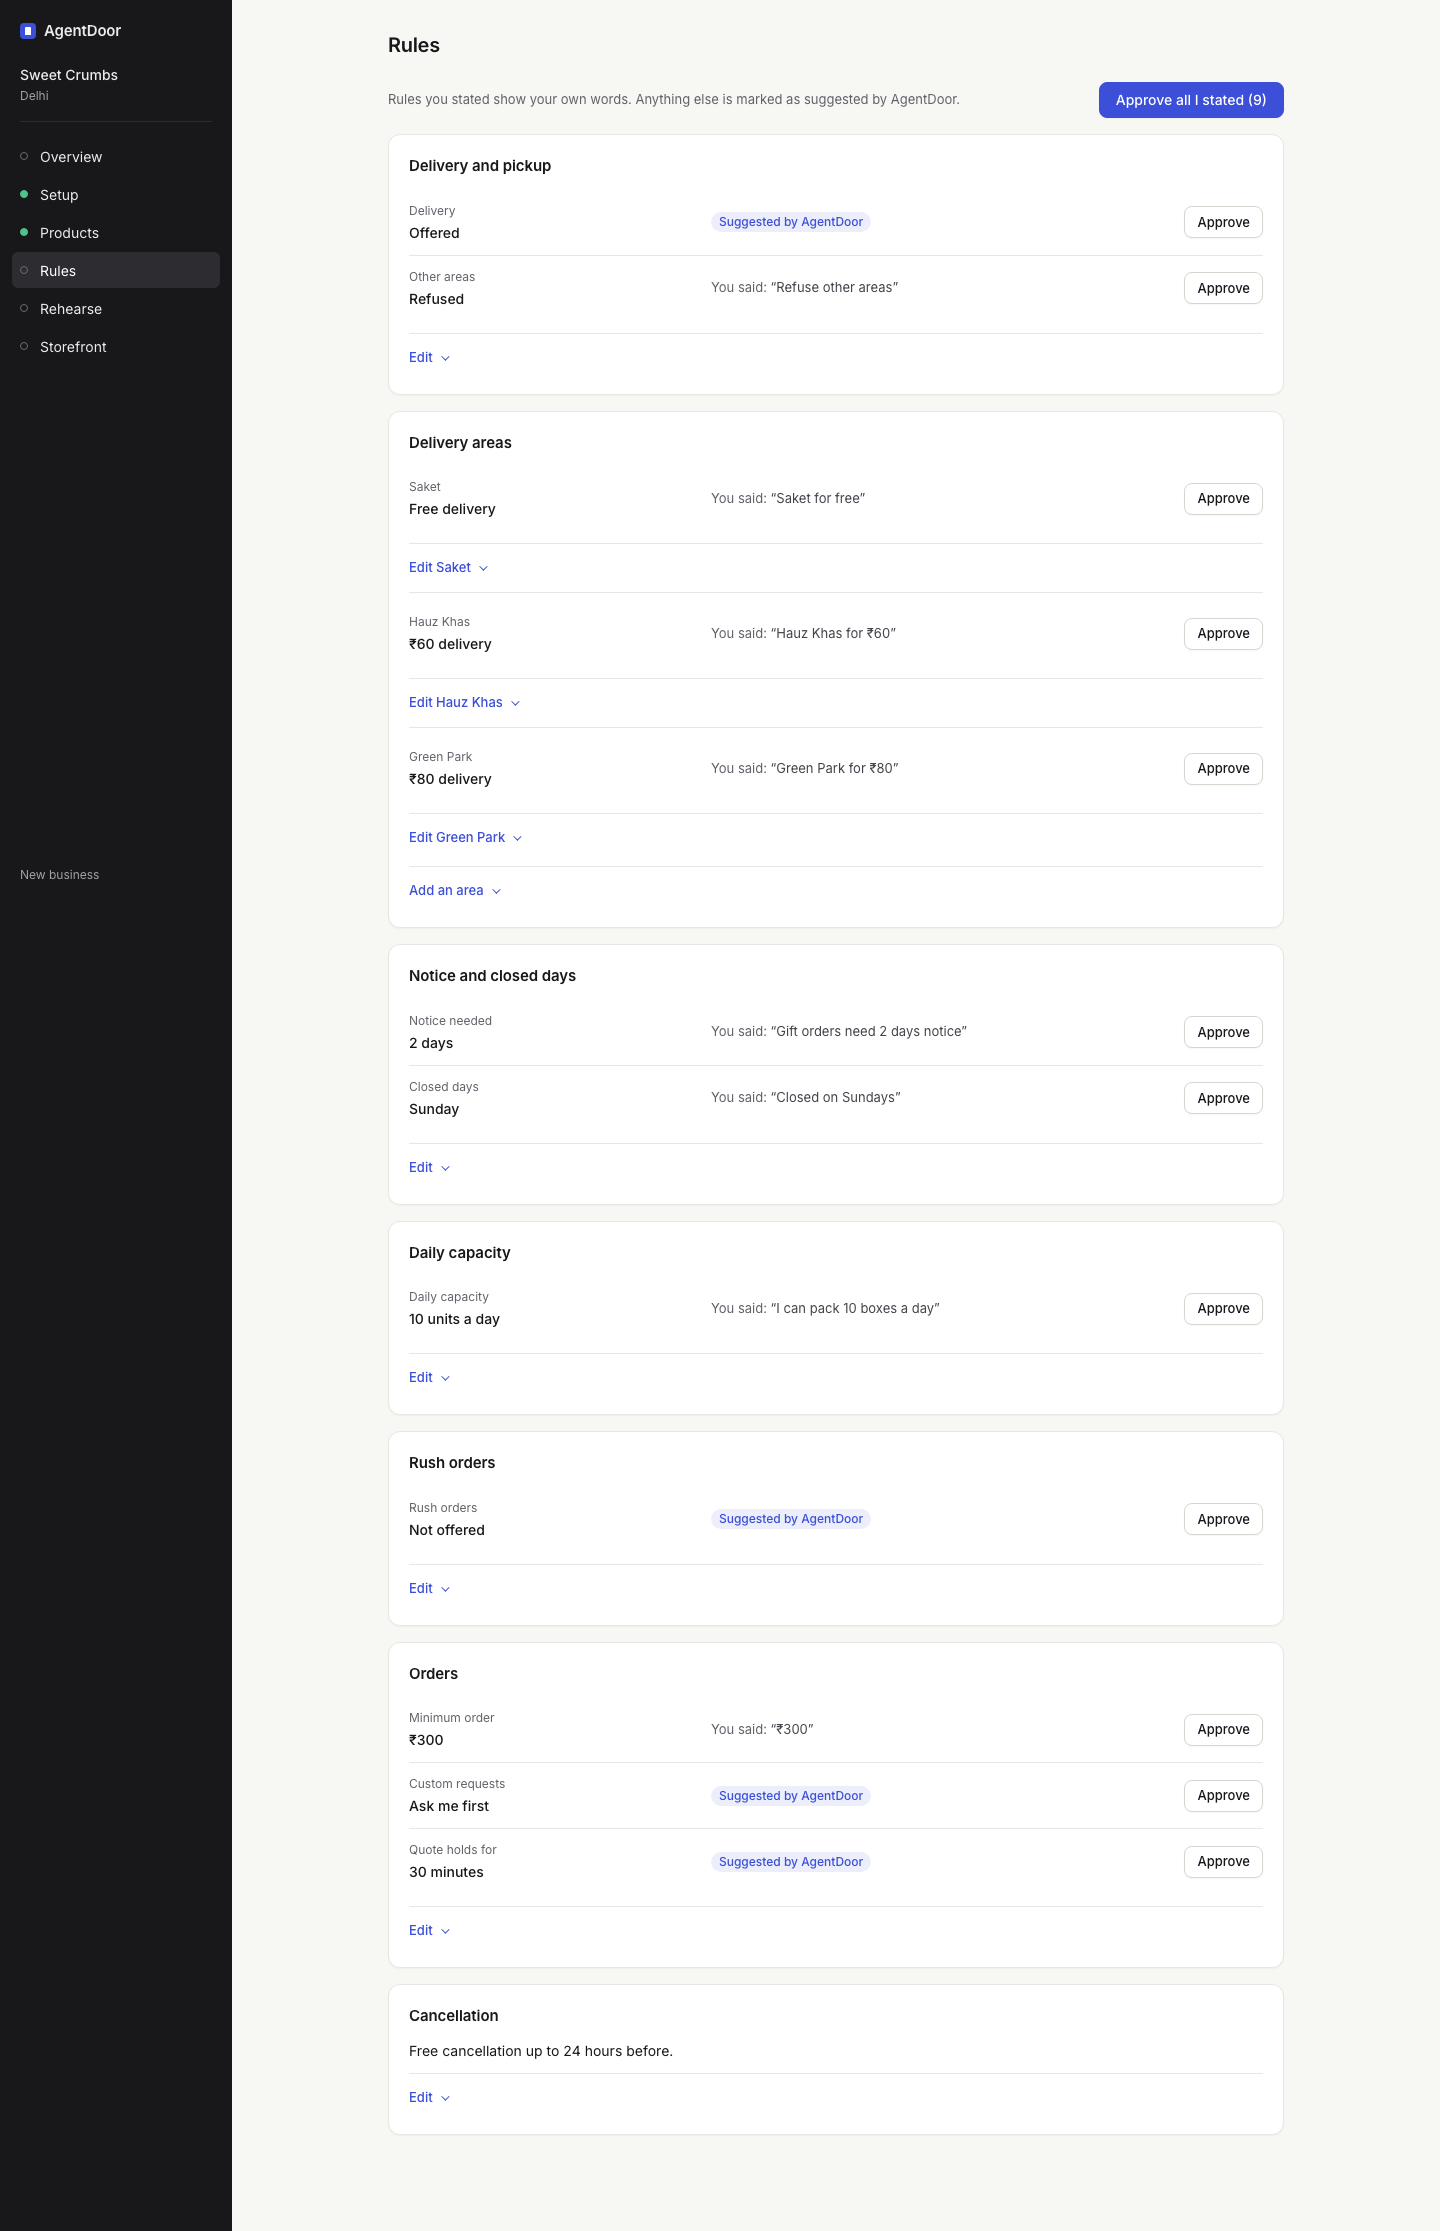 AgentDoor
Sweet Crumbs
Delhi
Overview
Setup
Products
Rules
Rehearse
Storefront
New business
Rules
Rules you stated show your own words. Anything else is marked as suggested by AgentDoor.
Approve all I stated (9)
Delivery and pickup
Delivery
Offered
Suggested by AgentDoor
Approve
Other areas
Refused
You said: “Refuse other areas”
Approve
Edit
Delivery areas
Saket
Free delivery
You said: “Saket for free”
Approve
Edit Saket
Hauz Khas
₹60 delivery
You said: “Hauz Khas for ₹60”
Approve
Edit Hauz Khas
Green Park
₹80 delivery
You said: “Green Park for ₹80”
Approve
Edit Green Park
Add an area
Notice and closed days
Notice needed
2 days
You said: “Gift orders need 2 days notice”
Approve
Closed days
Sunday
You said: “Closed on Sundays”
Approve
Edit
Daily capacity
Daily capacity
10 units a day
You said: “I can pack 10 boxes a day”
Approve
Edit
Rush orders
Rush orders
Not offered
Suggested by AgentDoor
Approve
Edit
Orders
Minimum order
₹300
You said: “₹300”
Approve
Custom requests
Ask me first
Suggested by AgentDoor
Approve
Quote holds for
30 minutes
Suggested by AgentDoor
Approve
Edit
Cancellation
Free cancellation up to 24 hours before.
Edit